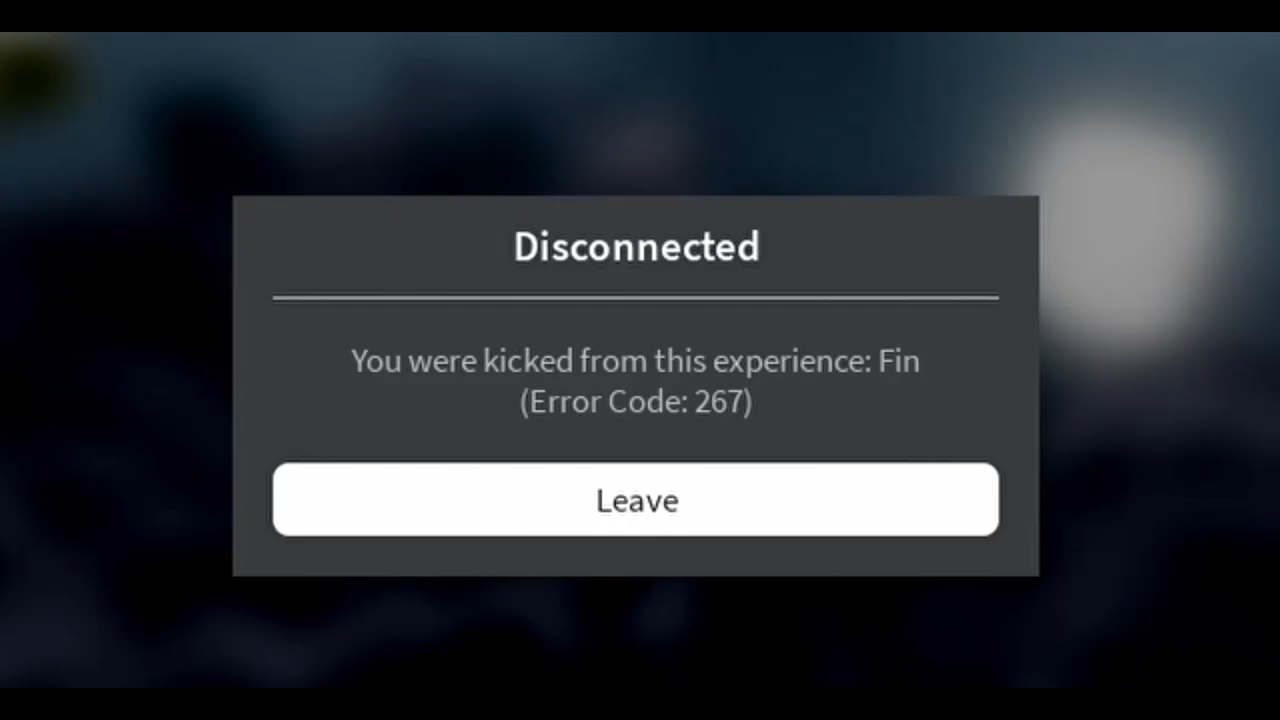 Disconnected
You were kicked from this experience: Fin
(Error Code: 267)
Leave